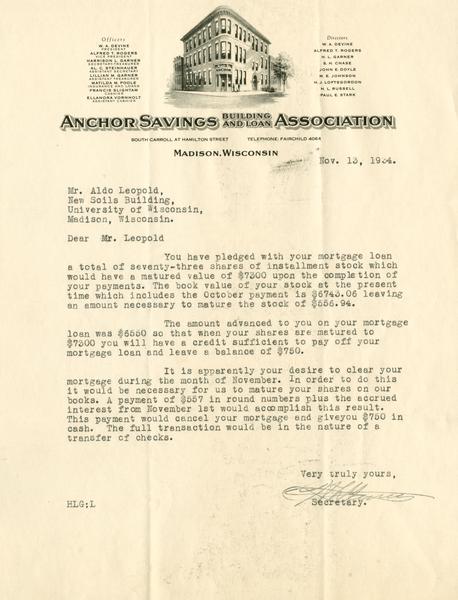 Officers
W. A. DEVINE
PRESIDENT
ALFRED T. ROGERS
VICE PRESIDENT
HARRISON L. GARNER
SECRETARY-TREASURER
AL. C. STEINHAUER
ASSISTANT SECRETARY
LILLIAN M. GARNER
ASSISTANT TREASURER
MATILDA M. POOLE
INSURANCE AND LOANS
FRANCIS SLIGHTAM
CASHIER
ELLANORA VORNHOLT
ASSISTANT CASHIER
Directors
W. A. DEVINE
ALFRED T. ROGERS
H. L. GARNER
S. H. CHASE
JOHN E. DOYLE
W. E. JOHNSON
H. J. LOFTSGORDON
H. L. RUSSELL
PAUL E. STARK
ANCHOR SAVINGS BUILDING AND LOAN ASSOCIATION
SOUTH CARROLL AT HAMILTON STREET TELEPHONE: FAIRCHILD 4064
MADISON, WISCONSIN
Nov. 13, 1934.
Mr. Aldo Leopold,
New Soils Building,
University of Wisconsin,
Madison, Wisconsin.
Dear Mr. Leopold
You have pledged with your mortgage loan
a total of seventy-three shares of installment stock which
would have a matured value of $7300 upon the completion of
your payments. The book value of your stock at the present
time which includes the October payment is $6743.06 leaving
an amount necessary to mature the stock of $556.94.
The amount advanced to you on your mortgage
loan was $6550 so that when your shares are matured to
$7300 you will have a credit sufficient to pay off your
mortgage loan and leave a balance of $750.
It is apparently your desire to clear your
mortgage during the month of November. In order to do this
it would be necessary for us to mature your shares on our
books. A payment of $557 in round numbers plus the accrued
interest from November 1st would accomplish this result.
This payment would cancel your mortgage and giveyou $750 in
cash. The full transaction would be in the nature of a
transfer of checks.
Very truly yours,
Secretary.
HLG:L